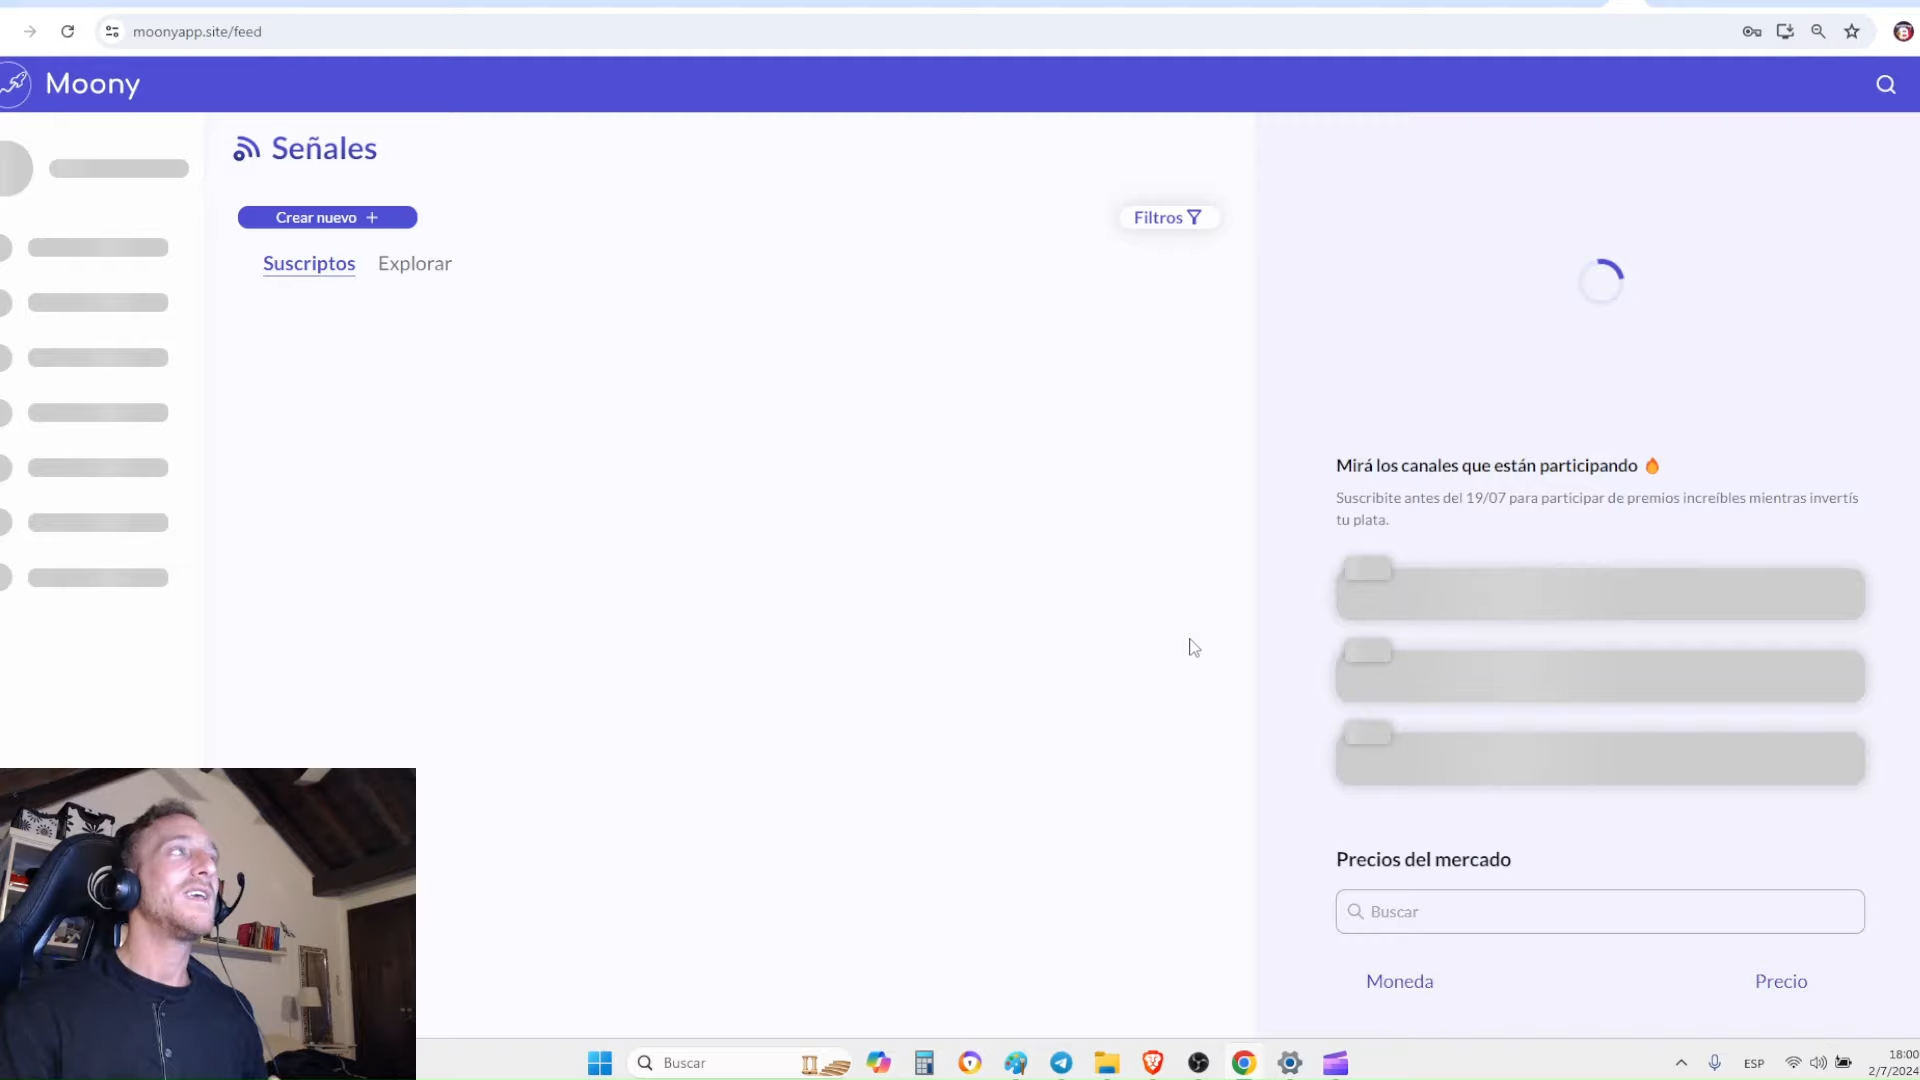 moonyapp.site/feed
Moony
Señales
Crear nuevo +
Filtros
Suscriptos Explorar
Mirá los canales que están participando 🔥
Suscribite antes del 19/07 para participar de premios increíbles mientras invertís
tu plata.
Precios del mercado
Buscar
Moneda Precio
Buscar
ESP
18:00
2/7/2024